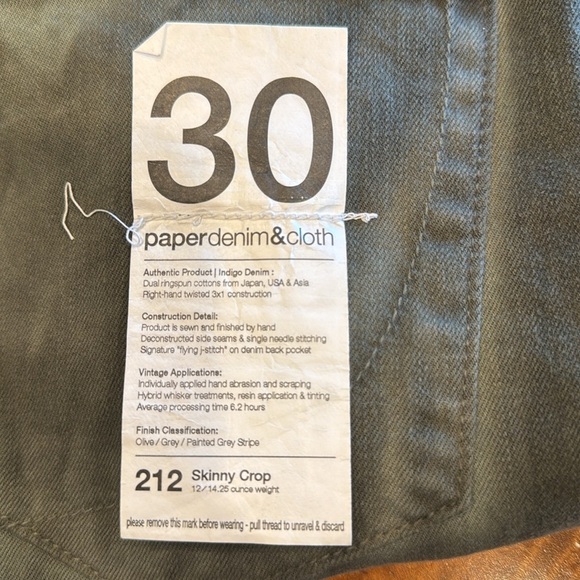 30
paperdenim&cloth
Authentic Product | Indigo Denim :
Dual ringspun cottons from Japan, USA & Asia
Right-hand twisted 3x1 construction
Construction Detail:
Product is sewn and finished by hand
Deconstructed side seams & single needle stitching
Signature "flying j-stitch" on denim back pocket
Vintage Applications:
Individually applied hand abrasion and scraping
Hybrid whisker treatments, resin application & tinting
Average processing time 6.2 hours
Finish Classification:
Olive / Grey / Painted Grey Stripe
212 Skinny Crop
12/14.25 ounce weight
please remove this mark before wearing - pull thread to unravel & discard